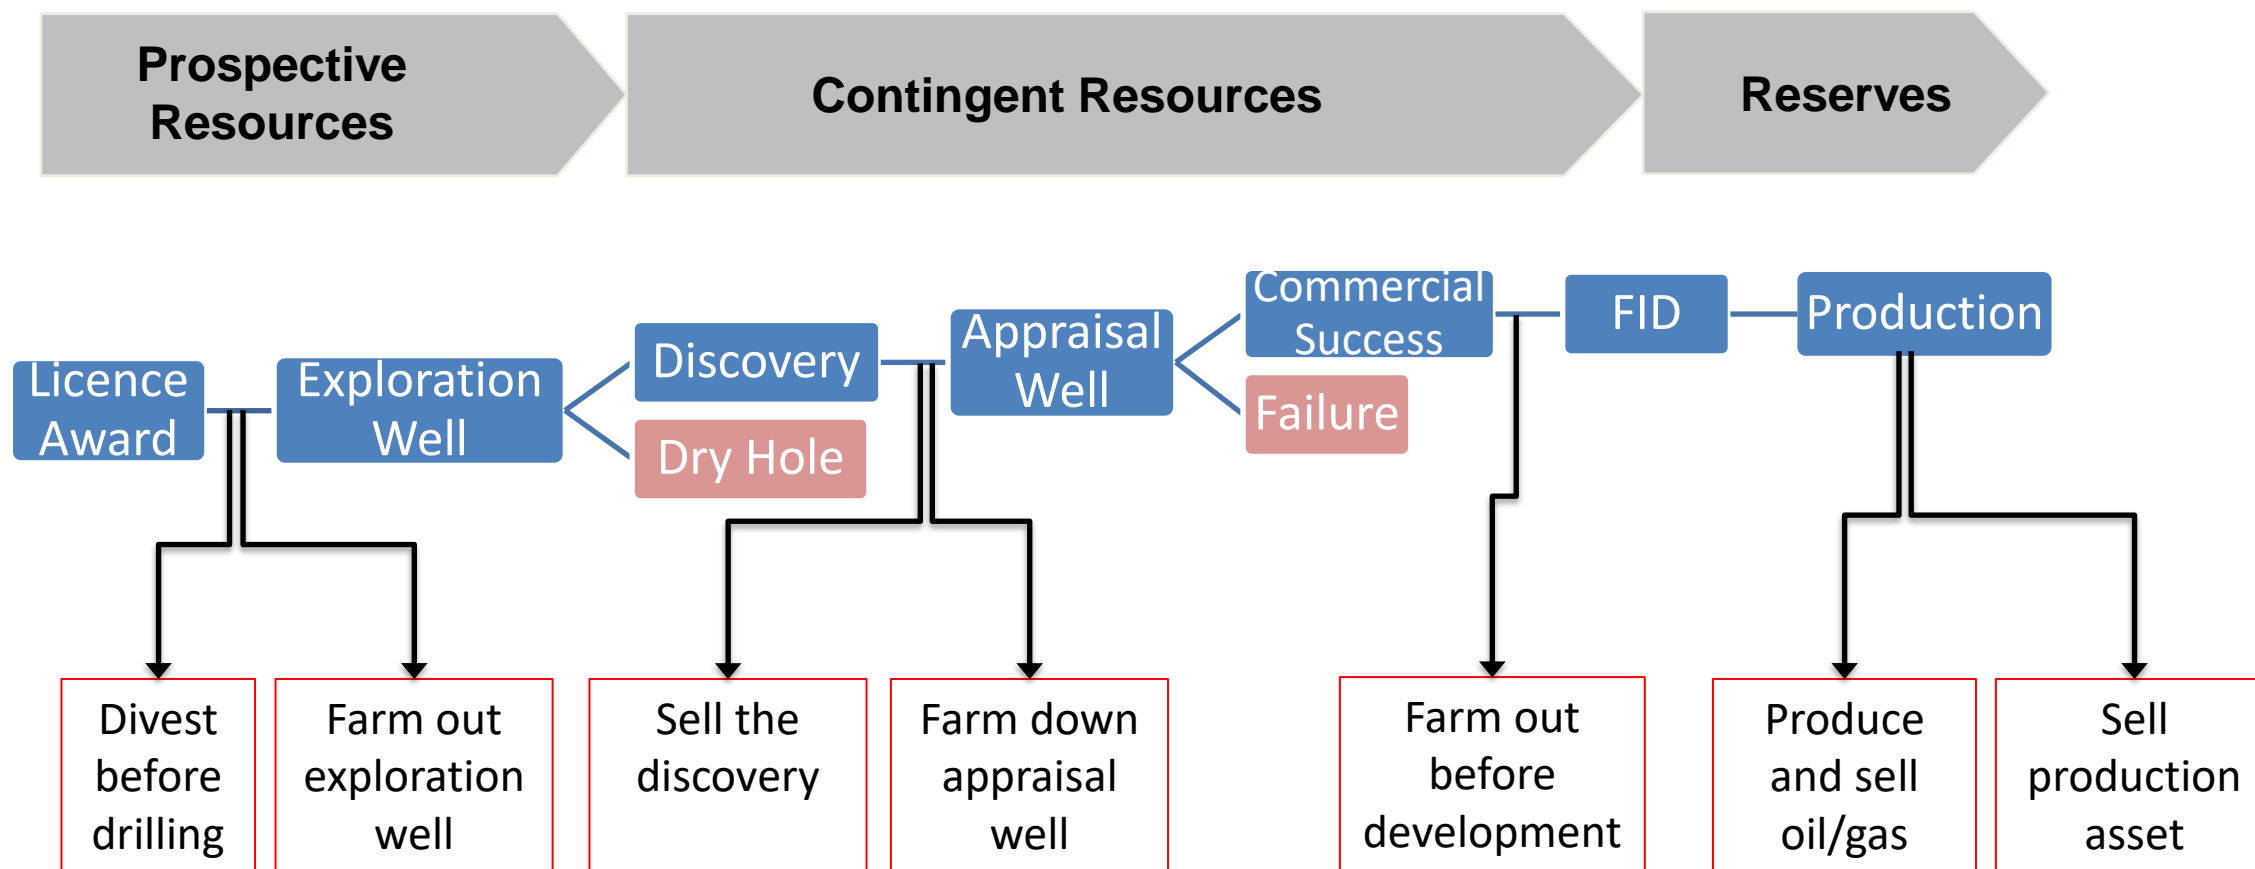 Prospective
Resources
Contingent Resources
Reserves
Licence
Award
Exploration
Well
Discovery
Dry Hole
Appraisal
Well
Commercial
Success
Failure
FID
Production
Divest
before
drilling
Farm out
exploration
well
Sell the
discovery
Farm down
appraisal
well
Farm out
before
development
Produce
and sell
oil/gas
Sell
production
asset